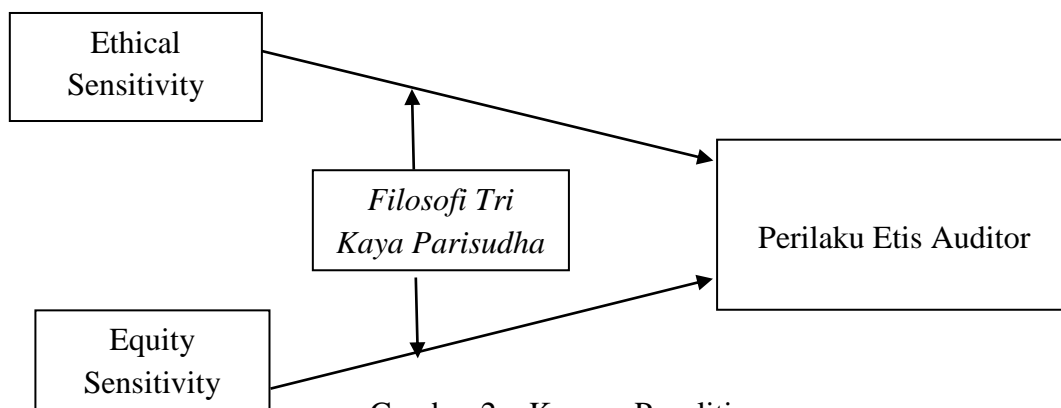 Ethical
Sensitivity
Filosofi Tri
Kaya Parisudha
Perilaku Etis Auditor
Equity
Sensitivity